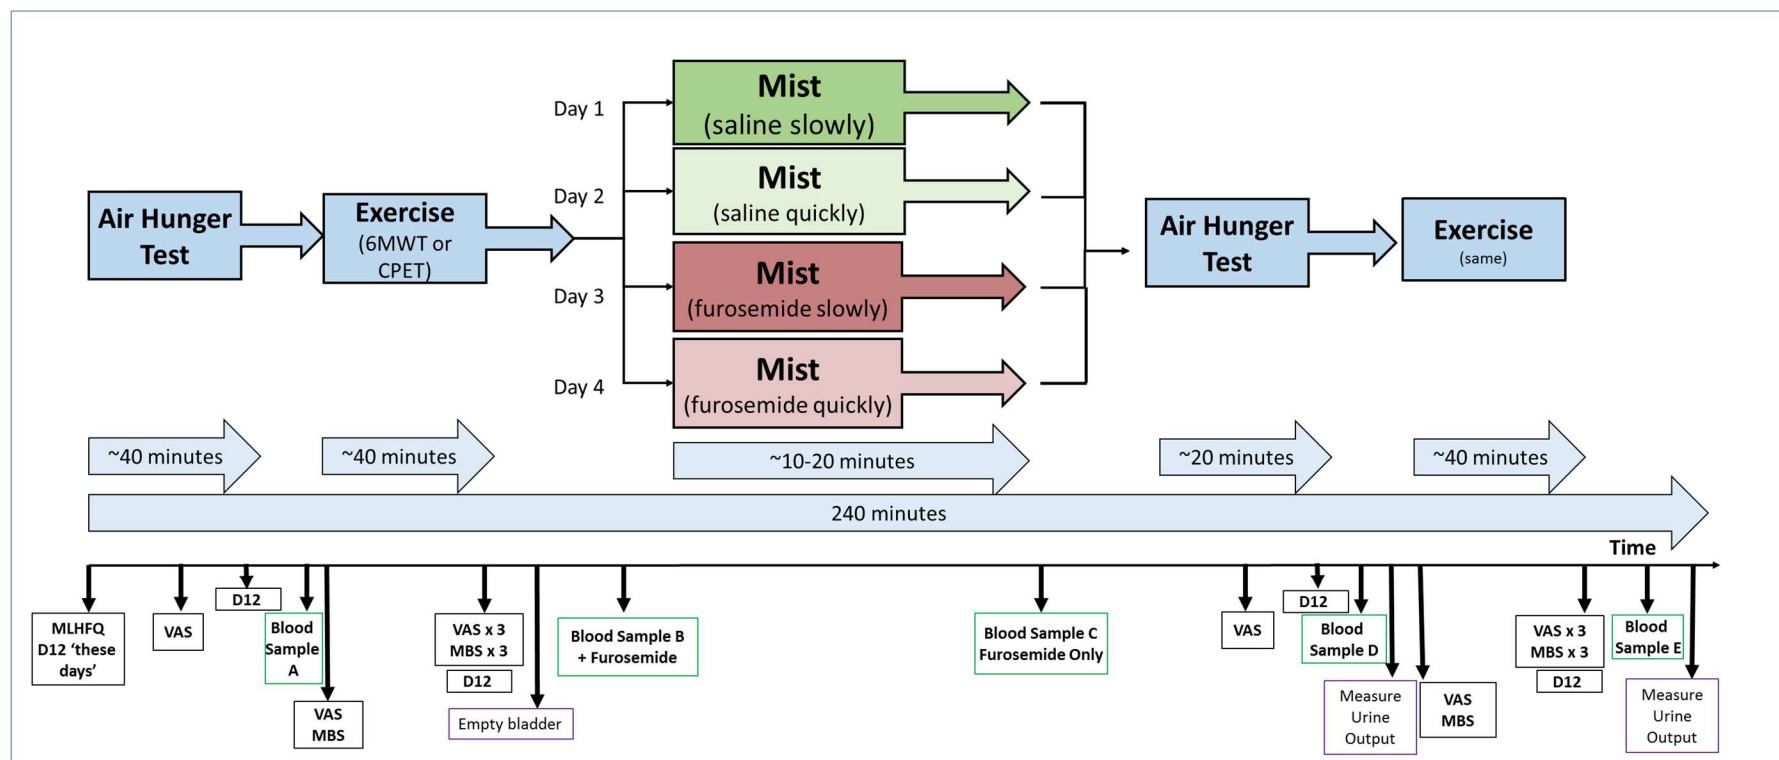 Day 1
Mist
(saline slowly)
Day 2
Mist
(saline quickly)
Air Hunger
Test
Exercise
(6MWT or
CPET)
Day 3
Mist
(furosemide slowly)
Day 4
Mist
(furosemide quickly)
Air Hunger
Test
Exercise
(same)
~40 minutes
~40 minutes
~10-20 minutes
~20 minutes
~40 minutes
240 minutes
Time
MLHFQ
D12 ‘these
days’
VAS
D12
Blood
Sample
A
VAS
MBS
VAS x 3
MBS x 3
D12
Empty bladder
Blood Sample B
+ Furosemide
Blood Sample C
Furosemide Only
VAS
D12
Blood
Sample D
Measure
Urine
Output
VAS
MBS
VAS x 3
MBS x 3
D12
Blood
Sample E
Measure
Urine
Output